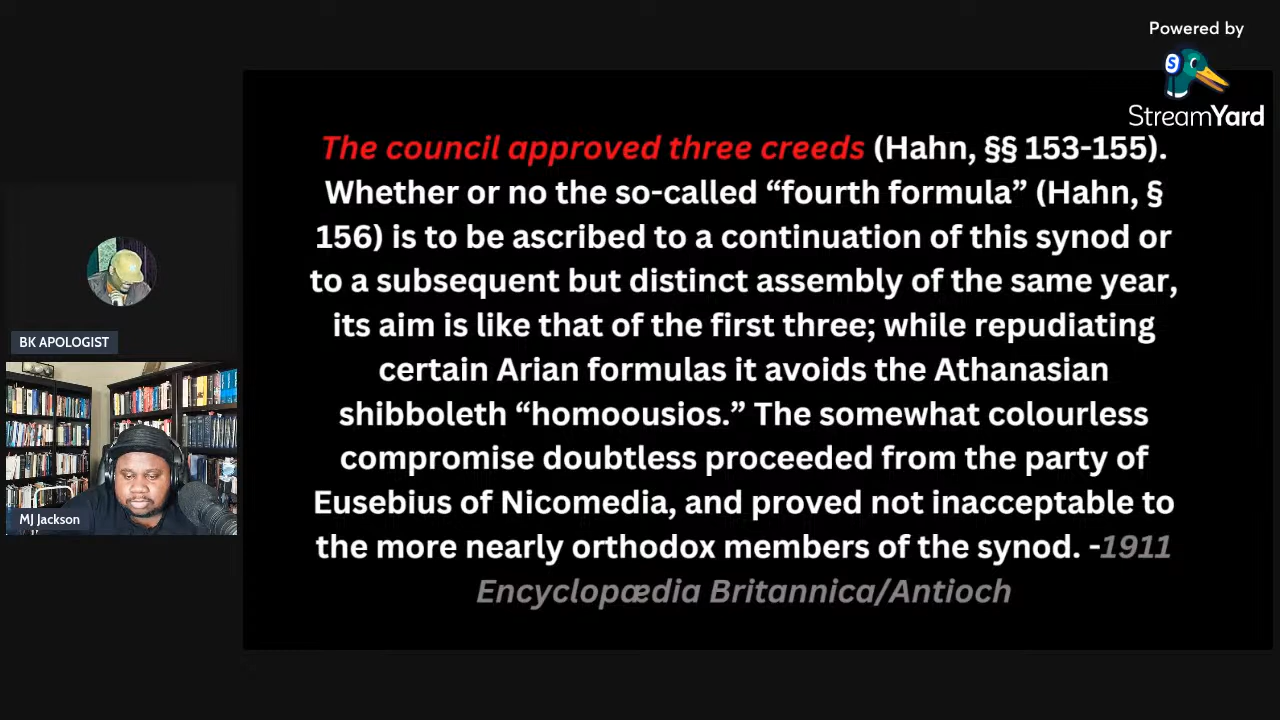 Powered by
StreamYard
The council approved three creeds (Hahn, §§ 153-155).
Whether or no the so-called “fourth formula” (Hahn, §
156) is to be ascribed to a continuation of this synod or
to a subsequent but distinct assembly of the same year,
its aim is like that of the first three; while repudiating
certain Arian formulas it avoids the Athanasian
shibboleth “homoousios.” The somewhat colourless
compromise doubtless proceeded from the party of
Eusebius of Nicomedia, and proved not inacceptable to
the more nearly orthodox members of the synod. -1911
Encyclopædia Britannica/Antioch
BK APOLOGIST
MJ Jackson